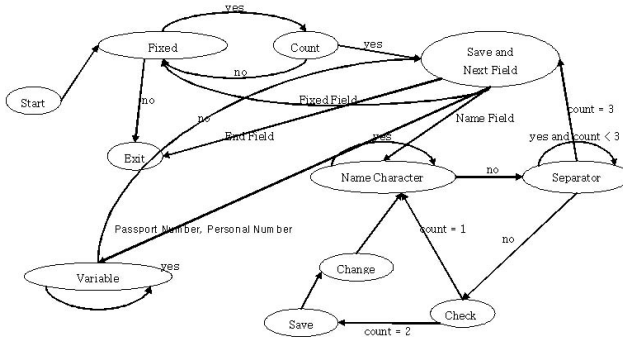 yes
Fixed
Count
yes
Save and
Next Field
Start
no
no
Fixed Field
count = 3
no
Name Field
End Field
yes
yes and count < 3
Exit
Name Character
no
Separator
Passport Number, Personal Number
count = 1
no
Variable
yes
Change
Save
count = 2
Check